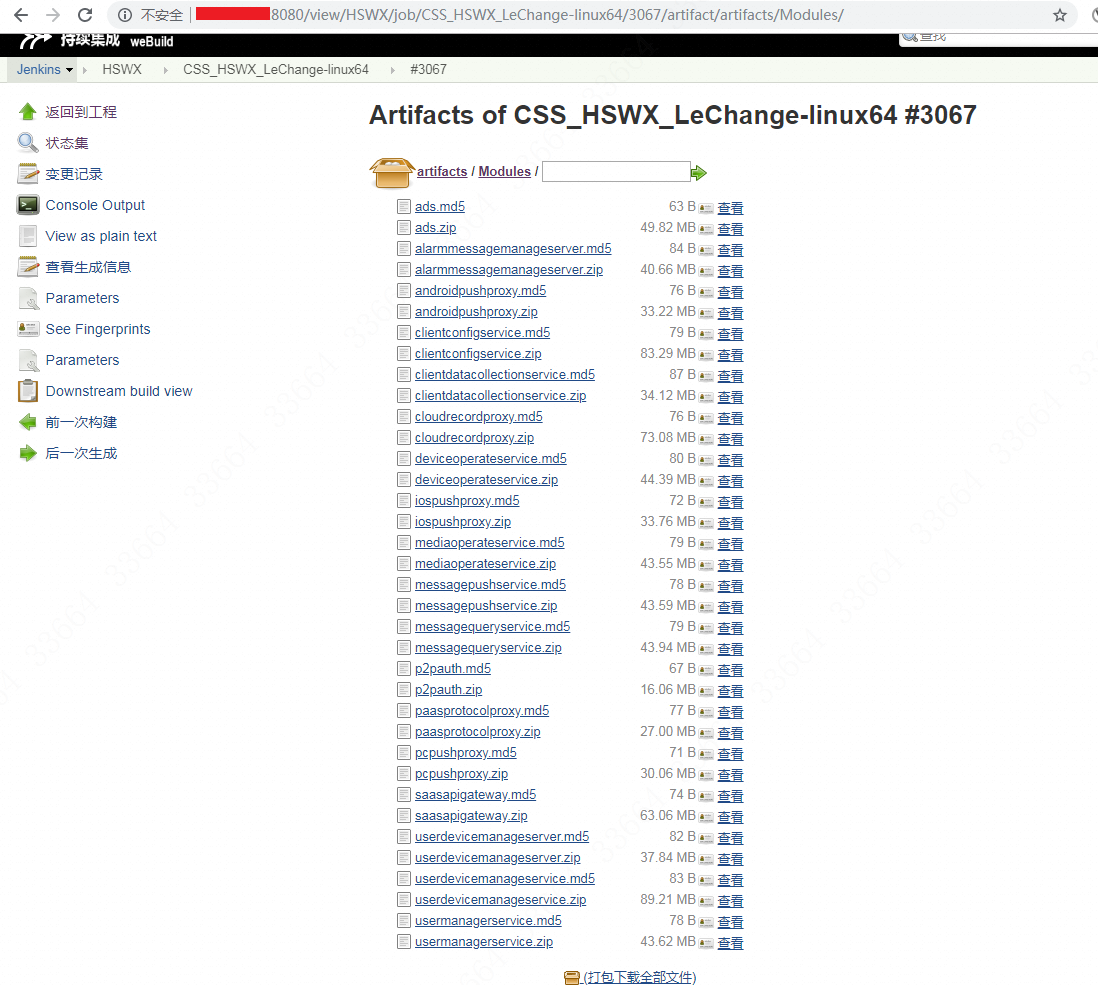 不安全 8080/view/HSWX/job/CSS_HSWX_LeChange-linux64/3067/artifact/artifacts/Modules/
持续集成 weBuild 查找
Jenkins HSWX CSS_HSWX_LeChange-linux64 #3067
返回到工程
状态集
变更记录
Console Output
View as plain text
查看生成信息
Parameters
See Fingerprints
Parameters
Downstream build view
前一次构建
后一次生成
Artifacts of CSS_HSWX_LeChange-linux64 #3067
artifacts / Modules /
ads.md5 63 B 查看
ads.zip 49.82 MB 查看
alarmmessagemanageserver.md5 84 B 查看
alarmmessagemanageserver.zip 40.66 MB 查看
androidpushproxy.md5 76 B 查看
androidpushproxy.zip 33.22 MB 查看
clientconfigservice.md5 79 B 查看
clientconfigservice.zip 83.29 MB 查看
clientdatacollectionservice.md5 87 B 查看
clientdatacollectionservice.zip 34.12 MB 查看
cloudrecordproxy.md5 76 B 查看
cloudrecordproxy.zip 73.08 MB 查看
deviceoperateservice.md5 80 B 查看
deviceoperateservice.zip 44.39 MB 查看
iospushproxy.md5 72 B 查看
iospushproxy.zip 33.76 MB 查看
mediaoperateservice.md5 79 B 查看
mediaoperateservice.zip 43.55 MB 查看
messagepushservice.md5 78 B 查看
messagepushservice.zip 43.59 MB 查看
messagequeryservice.md5 79 B 查看
messagequeryservice.zip 43.94 MB 查看
p2pauth.md5 67 B 查看
p2pauth.zip 16.06 MB 查看
paasprotocolproxy.md5 77 B 查看
paasprotocolproxy.zip 27.00 MB 查看
pcpushproxy.md5 71 B 查看
pcpushproxy.zip 30.06 MB 查看
saasapigateway.md5 74 B 查看
saasapigateway.zip 63.06 MB 查看
userdevicemanageserver.md5 82 B 查看
userdevicemanageserver.zip 37.84 MB 查看
userdevicemanageservice.md5 83 B 查看
userdevicemanageservice.zip 89.21 MB 查看
usermanagerservice.md5 78 B 查看
usermanagerservice.zip 43.62 MB 查看
(打包下载全部文件)
33661